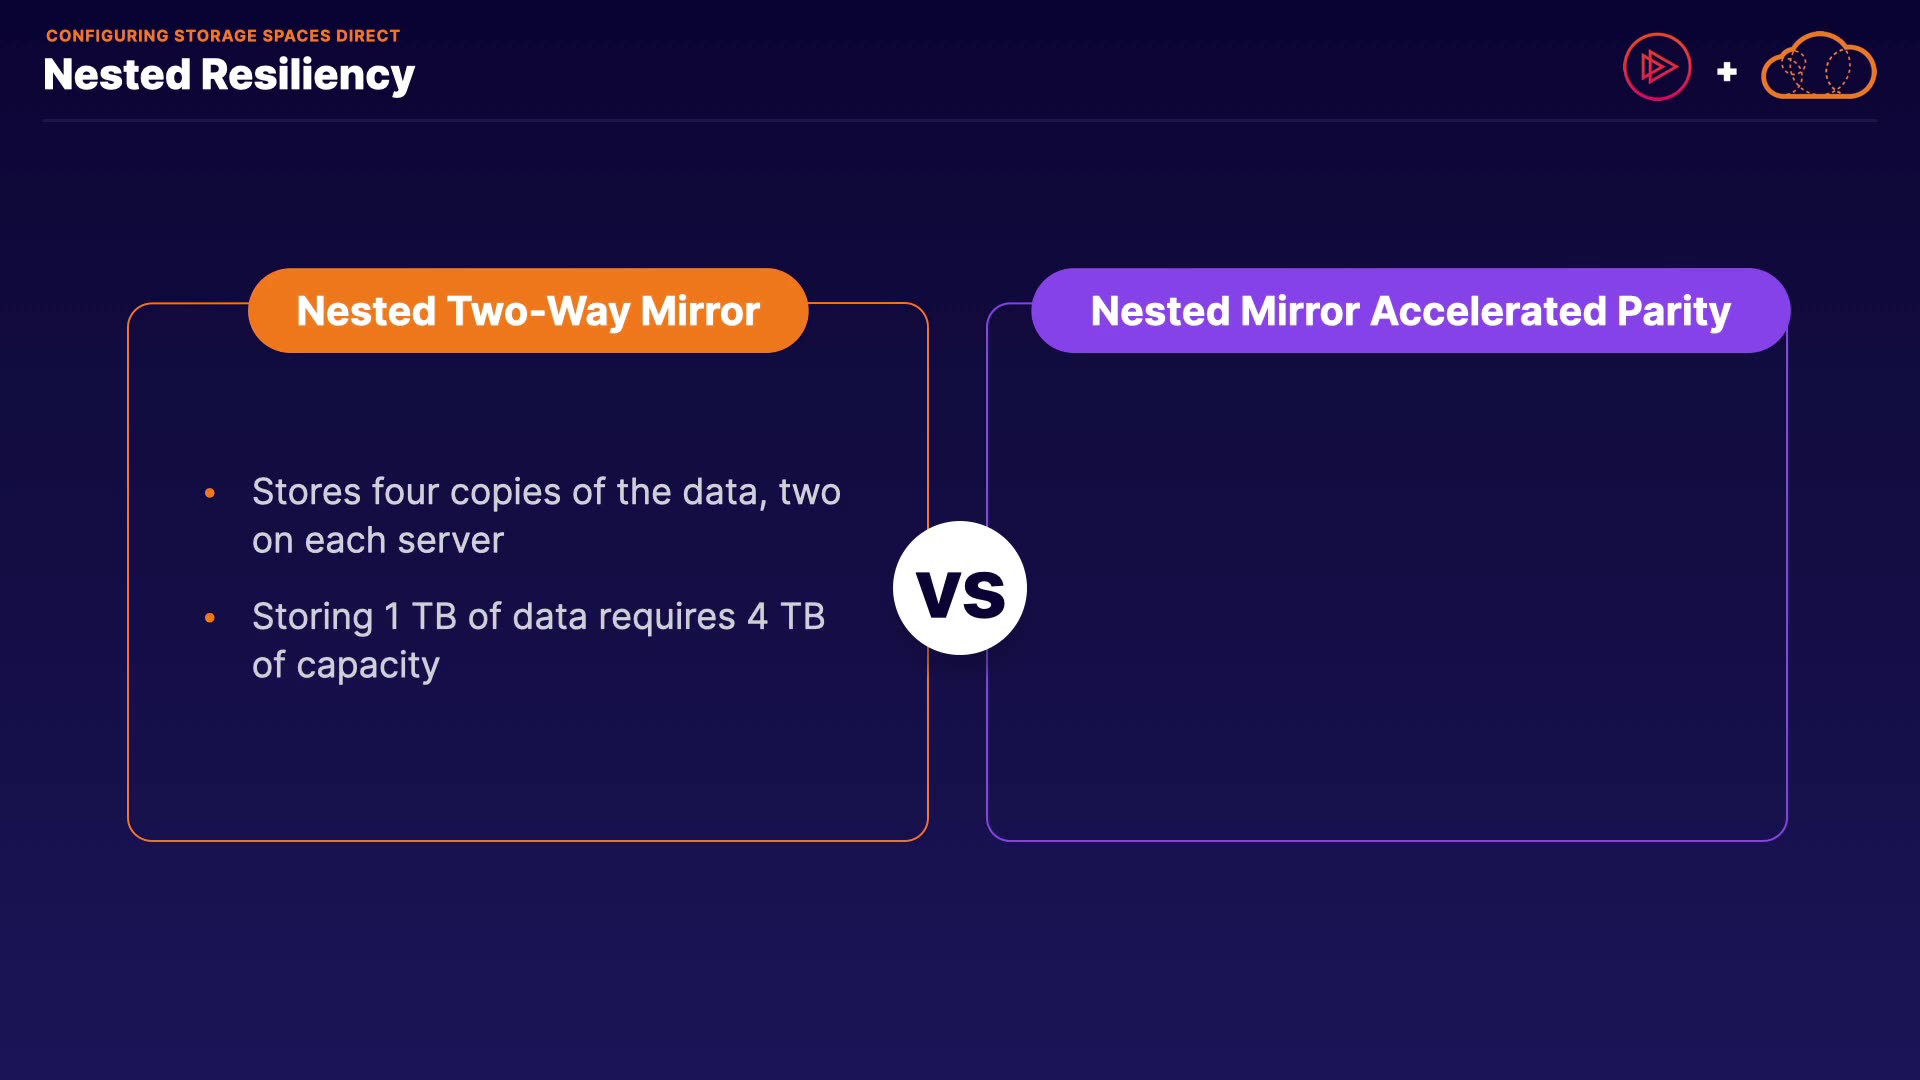 CONFIGURING STORAGE SPACES DIRECT
Nested Resiliency
+
Nested Two-Way Mirror
• Stores four copies of the data, two
on each server
• Storing 1 TB of data requires 4 TB
of capacity
vs
Nested Mirror Accelerated Parity